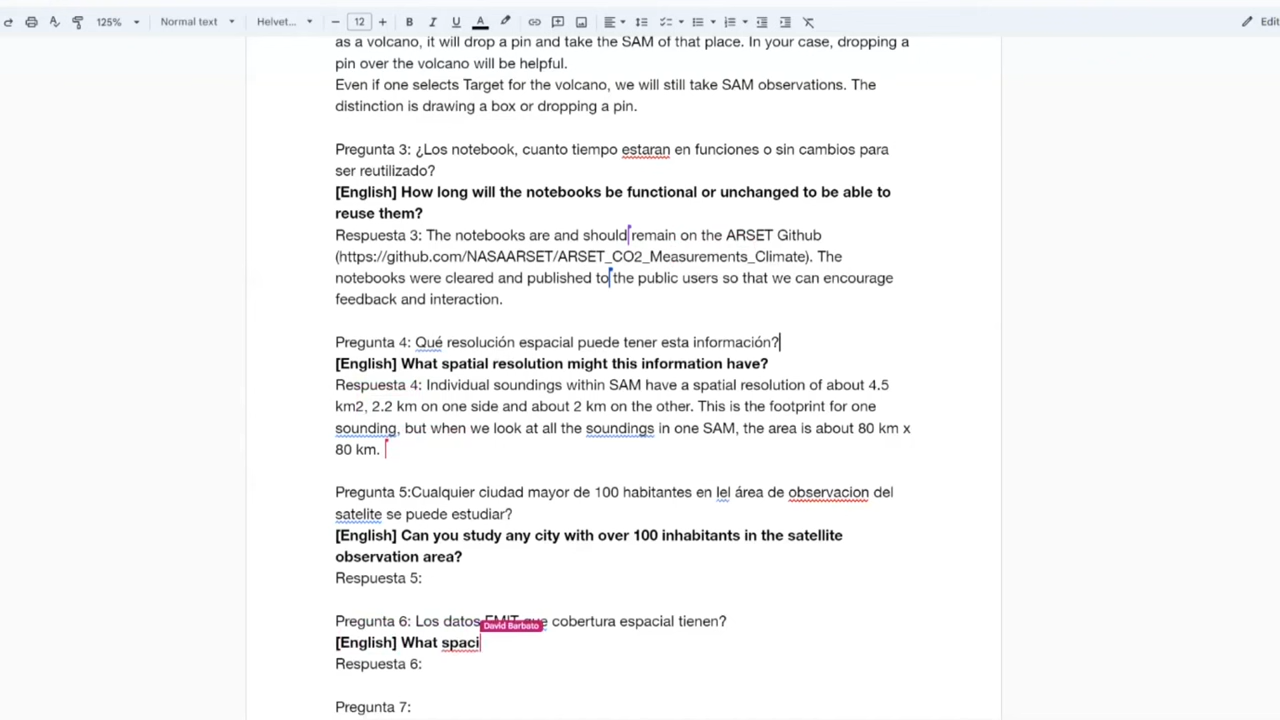 125%
Normal text
Helvet...
12
B
I
U
A
Edit
as a volcano, it will drop a pin and take the SAM of that place. In your case, dropping a
pin over the volcano will be helpful.
Even if one selects Target for the volcano, we will still take SAM observations. The
distinction is drawing a box or dropping a pin.
Pregunta 3: ¿Los notebook, cuanto tiempo estaran en funciones o sin cambios para
ser reutilizado?
[English] How long will the notebooks be functional or unchanged to be able to
reuse them?
Respuesta 3: The notebooks are and should remain on the ARSET Github
(https://github.com/NASAARSET/ARSET_CO2_Measurements_Climate). The
notebooks were cleared and published to the public users so that we can encourage
feedback and interaction.
Pregunta 4: Qué resolución espacial puede tener esta información?
[English] What spatial resolution might this information have?
Respuesta 4: Individual soundings within SAM have a spatial resolution of about 4.5
km2, 2.2 km on one side and about 2 km on the other. This is the footprint for one
sounding, but when we look at all the soundings in one SAM, the area is about 80 km x
80 km.
Pregunta 5:Cualquier ciudad mayor de 100 habitantes en lel área de observacion del
satelite se puede estudiar?
[English] Can you study any city with over 100 inhabitants in the satellite
observation area?
Respuesta 5:
Pregunta 6: Los datos EMIT que cobertura espacial tienen?
David Barbato
[English] What spaci
Respuesta 6:
Pregunta 7: